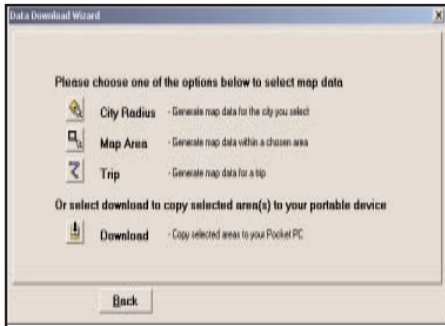 Data Download Wizard
Please choose one of the options below to select map data
City Radius - Generate map data for the city you select
Map Area - Generate map data within a chosen area
Trip - Generate map data for a trip
Or select download to copy selected area(s) to your portable device
Download - Copy selected areas to your Pocket PC
Back